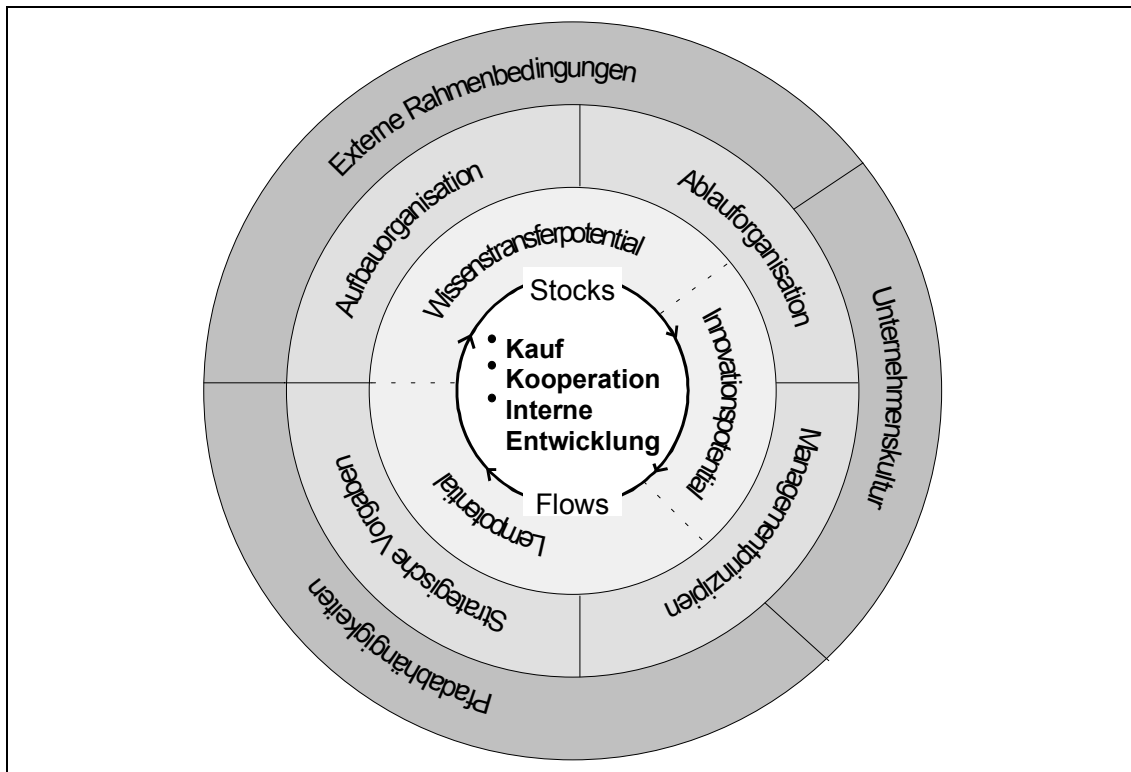 Externe Rahmenbedingungen
Unternehmenskultur
Pfadabhängigkeiten
Aufbauorganisation
Ablauforganisation
Managementprinzipien
Strategische Vorgaben
Wissenstransferpotential
Innovationspotential
Lernpotential
Stocks
• Kauf
• Kooperation
• Interne
Entwicklung
Flows